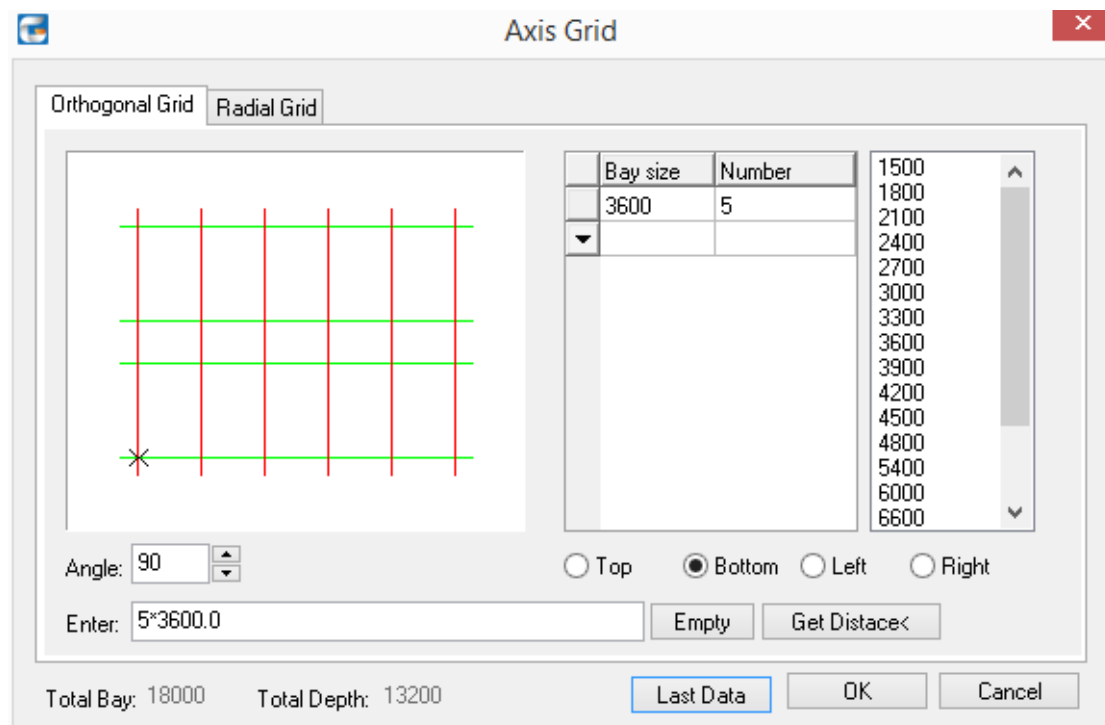 Axis Grid
Orthogonal Grid Radial Grid
Bay size Number
3600 5
1500
1800
2100
2400
2700
3000
3300
3600
3900
4200
4500
4800
5400
6000
6600
Angle: 90
Top Bottom Left Right
Enter: 5*3600.0 Empty Get Distace<
Total Bay: 18000 Total Depth: 13200 Last Data OK Cancel